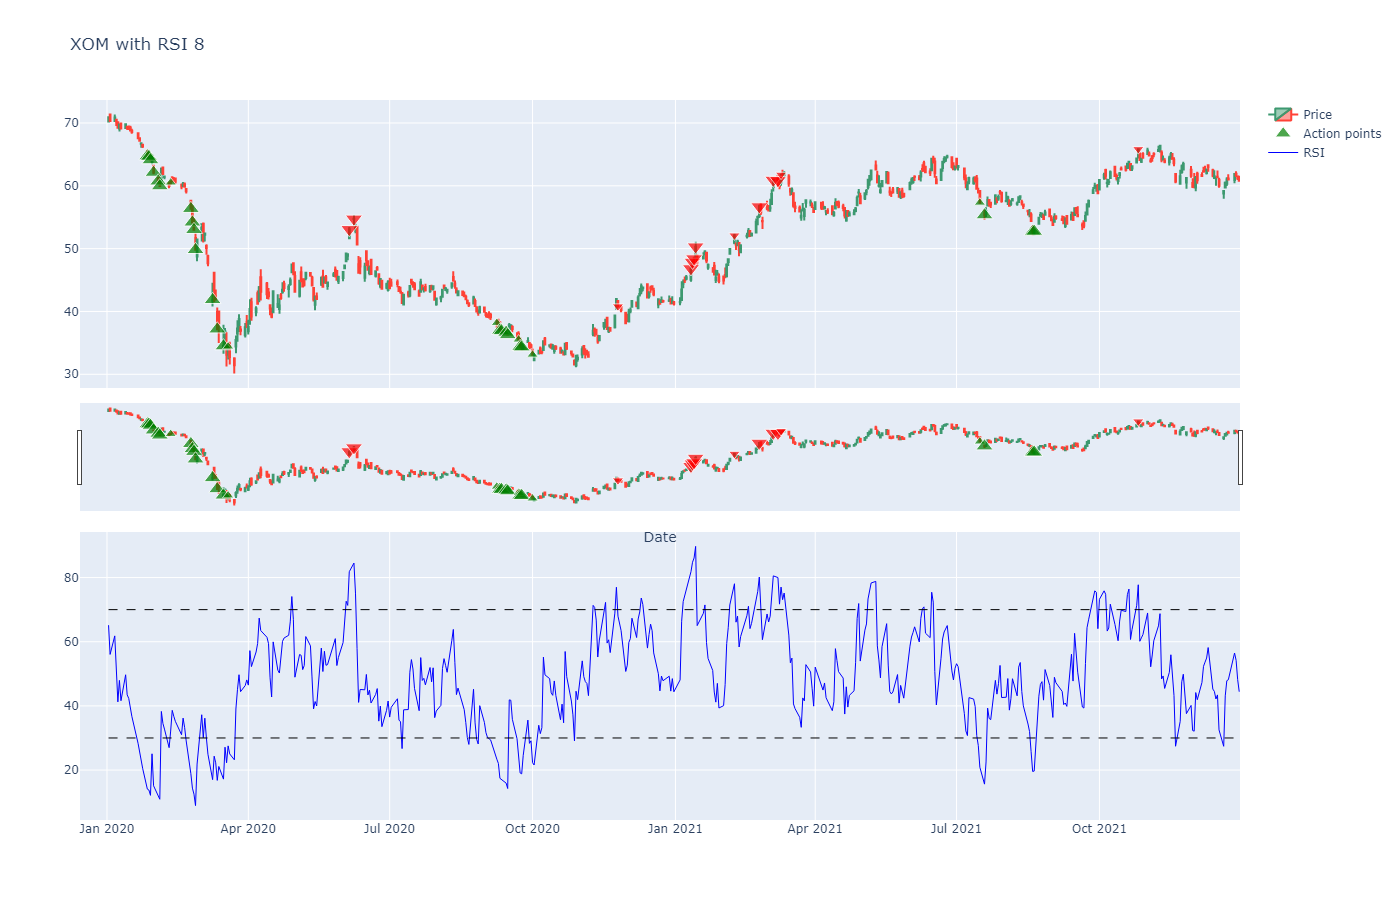 XOM with RSI 8
70
60
50
40
30
Price
Action points
RSI
Date
80
60
40
20
Jan 2020
Apr 2020
Jul 2020
Oct 2020
Jan 2021
Apr 2021
Jul 2021
Oct 2021